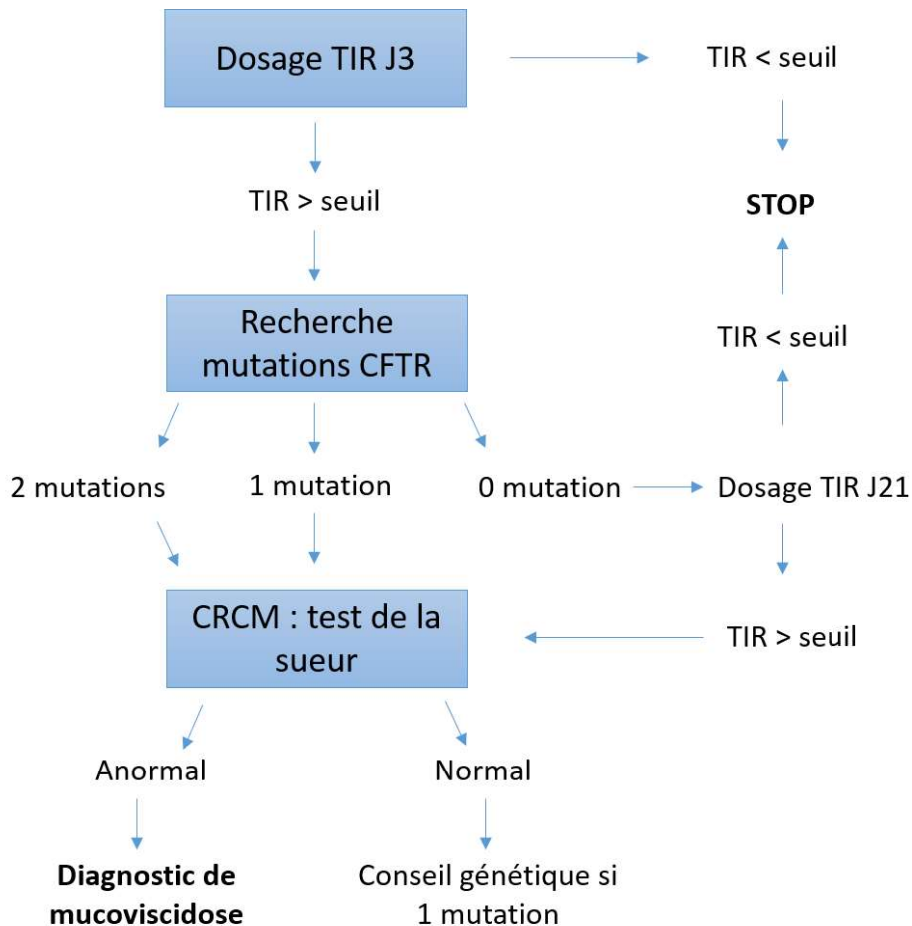 Dosage TIR J3
TIR < seuil
TIR > seuil
STOP
Recherche
mutations CFTR
TIR < seuil
2 mutations
1 mutation
0 mutation
Dosage TIR J21
CRCM : test de la
sueur
TIR > seuil
Anormal
Normal
Diagnostic de
mucoviscidose
Conseil génétique si
1 mutation